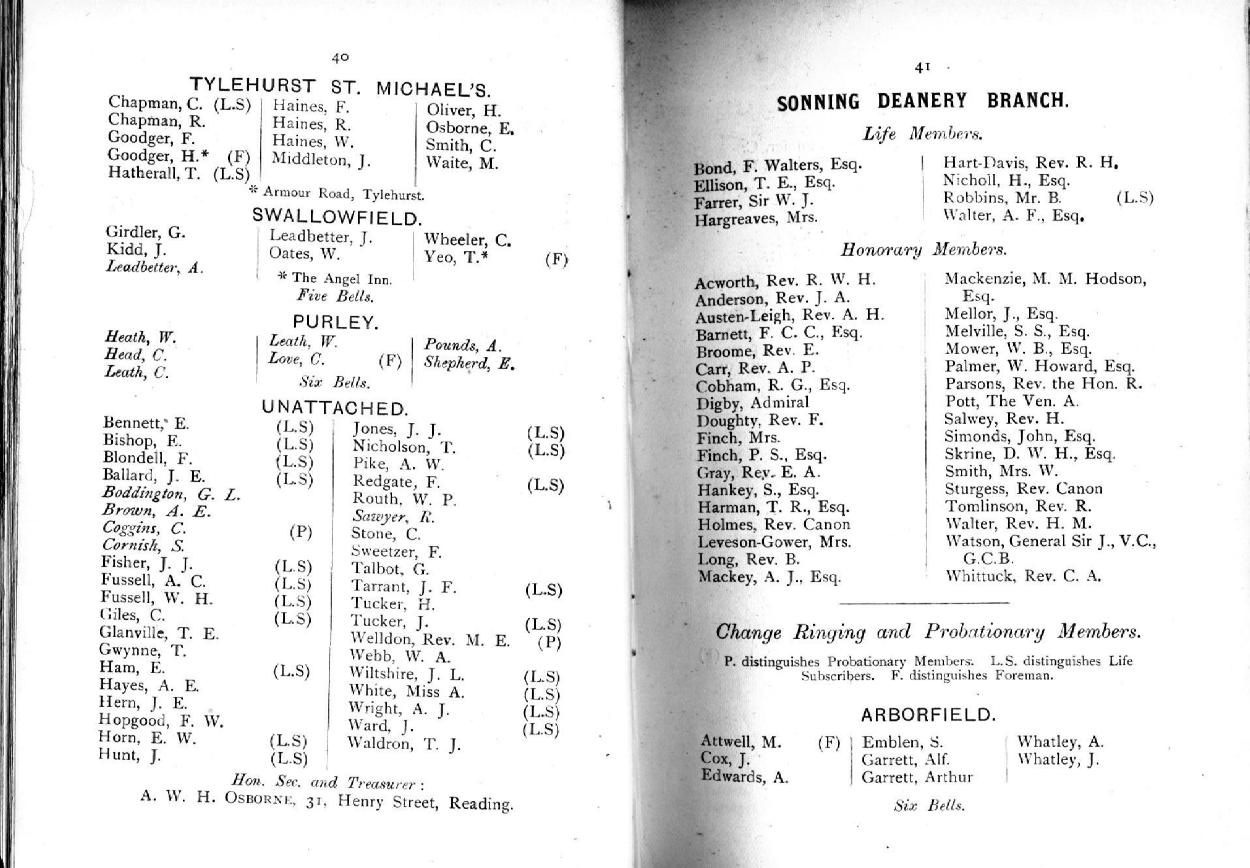 40
TYLEHURST ST. MICHAEL'S.
Chapman, C. (L.S)
Chapman, R.
Goodger, F.
Goodger, H.* (F)
Hatherall, T. (L.S)
Haines, F.
Haines, R.
Haines, W.
Middleton, J.
Oliver, H.
Osborne, E.
Smith, C.
Waite, M.
* Armour Road, Tylehurst.
SWALLOWFIELD.
Girdler, G.
Kidd, J.
Leadbetter, A.
Leadbetter, J.
Oates, W.
Wheeler, C.
Yeo, T.* (F)
* The Angel Inn.
Five Bells.
PURLEY.
Heath, W.
Head, C.
Leath, C.
Leath, W.
Love, C. (F)
Pounds, A.
Shepherd, E.
Six Bells.
UNATTACHED.
Bennett, E. (L.S)
Bishop, E. (L.S)
Blondell, F. (L.S)
Ballard, J. E. (L.S)
Boddington, G. L.
Brown, A. E.
Coggins, C. (P)
Cornish, S.
Fisher, J. J. (L.S)
Fussell, A. C. (L.S)
Fussell, W. H. (L.S)
Giles, C. (L.S)
Glanville, T. E.
Gwynne, T.
Ham, E. (L.S)
Hayes, A. E.
Hern, J. E.
Hopgood, F. W.
Horn, E. W. (L.S)
Hunt, J. (L.S)
Jones, J. J. (L.S)
Nicholson, T. (L.S)
Pike, A. W.
Redgate, F. (L.S)
Routh, W. P.
Sawyer, R.
Stone, C.
Sweetzer, F.
Talbot, G.
Tarrant, J. F. (L.S)
Tucker, H.
Tucker, J. (L.S)
Welldon, Rev. M. E. (P)
Webb, W. A.
Wiltshire, J. L. (L.S)
White, Miss A. (L.S)
Wright, A. J. (L.S)
Ward, J. (L.S)
Waldron, T. J.
Hon. Sec. and Treasurer :
A. W. H. OSBORNE, 31, Henry Street, Reading.
41
SONNING DEANERY BRANCH.
Life Members.
Bond, F. Walters, Esq.
Ellison, T. E., Esq.
Farrer, Sir W. J.
Hargreaves, Mrs.
Hart-Davis, Rev. R. H.
Nicholl, H., Esq.
Robbins, Mr. B. (L.S)
Walter, A. F., Esq.
Honorary Members.
Acworth, Rev. R. W. H.
Anderson, Rev. J. A.
Austen-Leigh, Rev. A. H.
Barnett, F. C. C., Esq.
Broome, Rev. E.
Carr, Rev. A. P.
Cobham, R. G., Esq.
Digby, Admiral
Doughty, Rev. F.
Finch, Mrs.
Finch, P. S., Esq.
Gray, Rev. E. A.
Hankey, S., Esq.
Harman, T. R., Esq.
Holmes, Rev. Canon
Leveson-Gower, Mrs.
Long, Rev. B.
Mackey, A. J., Esq.
Mackenzie, M. M. Hodson,
Esq.
Mellor, J., Esq.
Melville, S. S., Esq.
Mower, W. B., Esq.
Palmer, W. Howard, Esq.
Parsons, Rev. the Hon. R.
Pott, The Ven. A.
Salwey, Rev. H.
Simonds, John, Esq.
Skrine, D. W. H., Esq.
Smith, Mrs. W.
Sturgess, Rev. Canon
Tomlinson, Rev. R.
Walter, Rev. H. M.
Watson, General Sir J., V.C.,
G.C.B.
Whittuck, Rev. C. A.
Change Ringing and Probationary Members.
P. distinguishes Probationary Members. L.S. distinguishes Life
Subscribers. F. distinguishes Foreman.
ARBORFIELD.
Attwell, M. (F)
Cox, J.
Edwards, A.
Emblen, S.
Garrett, Alf.
Garrett, Arthur
Whatley, A.
Whatley, J.
Six Bells.